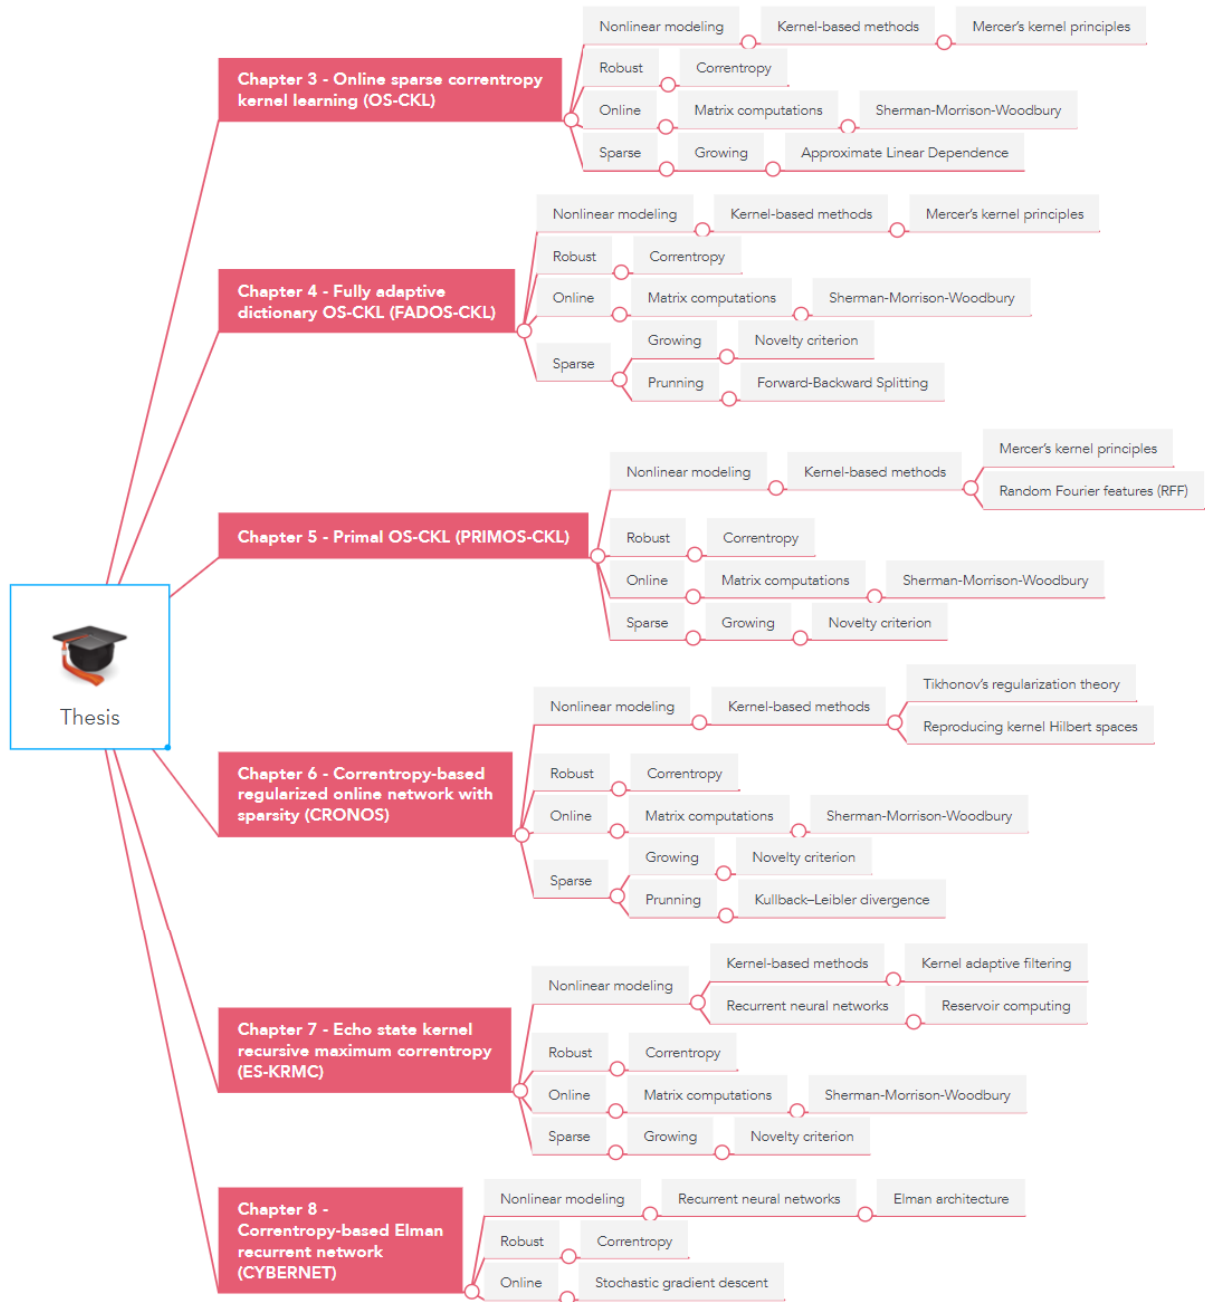 Thesis
Chapter 3 - Online sparse correntropy
kernel learning (OS-CKL)
Nonlinear modeling
Kernel-based methods
Mercer's kernel principles
Robust
Correntropy
Online
Matrix computations
Sherman-Morrison-Woodbury
Sparse
Growing
Approximate Linear Dependence
Chapter 4 - Fully adaptive
dictionary OS-CKL (FADOS-CKL)
Nonlinear modeling
Kernel-based methods
Mercer's kernel principles
Robust
Correntropy
Online
Matrix computations
Sherman-Morrison-Woodbury
Sparse
Growing
Novelty criterion
Prunning
Forward-Backward Splitting
Chapter 5 - Primal OS-CKL (PRIMOS-CKL)
Nonlinear modeling
Kernel-based methods
Mercer's kernel principles
Random Fourier features (RFF)
Robust
Correntropy
Online
Matrix computations
Sherman-Morrison-Woodbury
Sparse
Growing
Novelty criterion
Chapter 6 - Correntropy-based
regularized online network with
sparsity (CRONOS)
Nonlinear modeling
Kernel-based methods
Tikhonov's regularization theory
Reproducing kernel Hilbert spaces
Robust
Correntropy
Online
Matrix computations
Sherman-Morrison-Woodbury
Sparse
Growing
Novelty criterion
Prunning
Kullback–Leibler divergence
Chapter 7 - Echo state kernel
recursive maximum correntropy
(ES-KRMC)
Nonlinear modeling
Kernel-based methods
Kernel adaptive filtering
Recurrent neural networks
Reservoir computing
Robust
Correntropy
Online
Matrix computations
Sherman-Morrison-Woodbury
Sparse
Growing
Novelty criterion
Chapter 8 -
Correntropy-based Elman
recurrent network
(CYBERNET)
Nonlinear modeling
Recurrent neural networks
Elman architecture
Robust
Correntropy
Online
Stochastic gradient descent